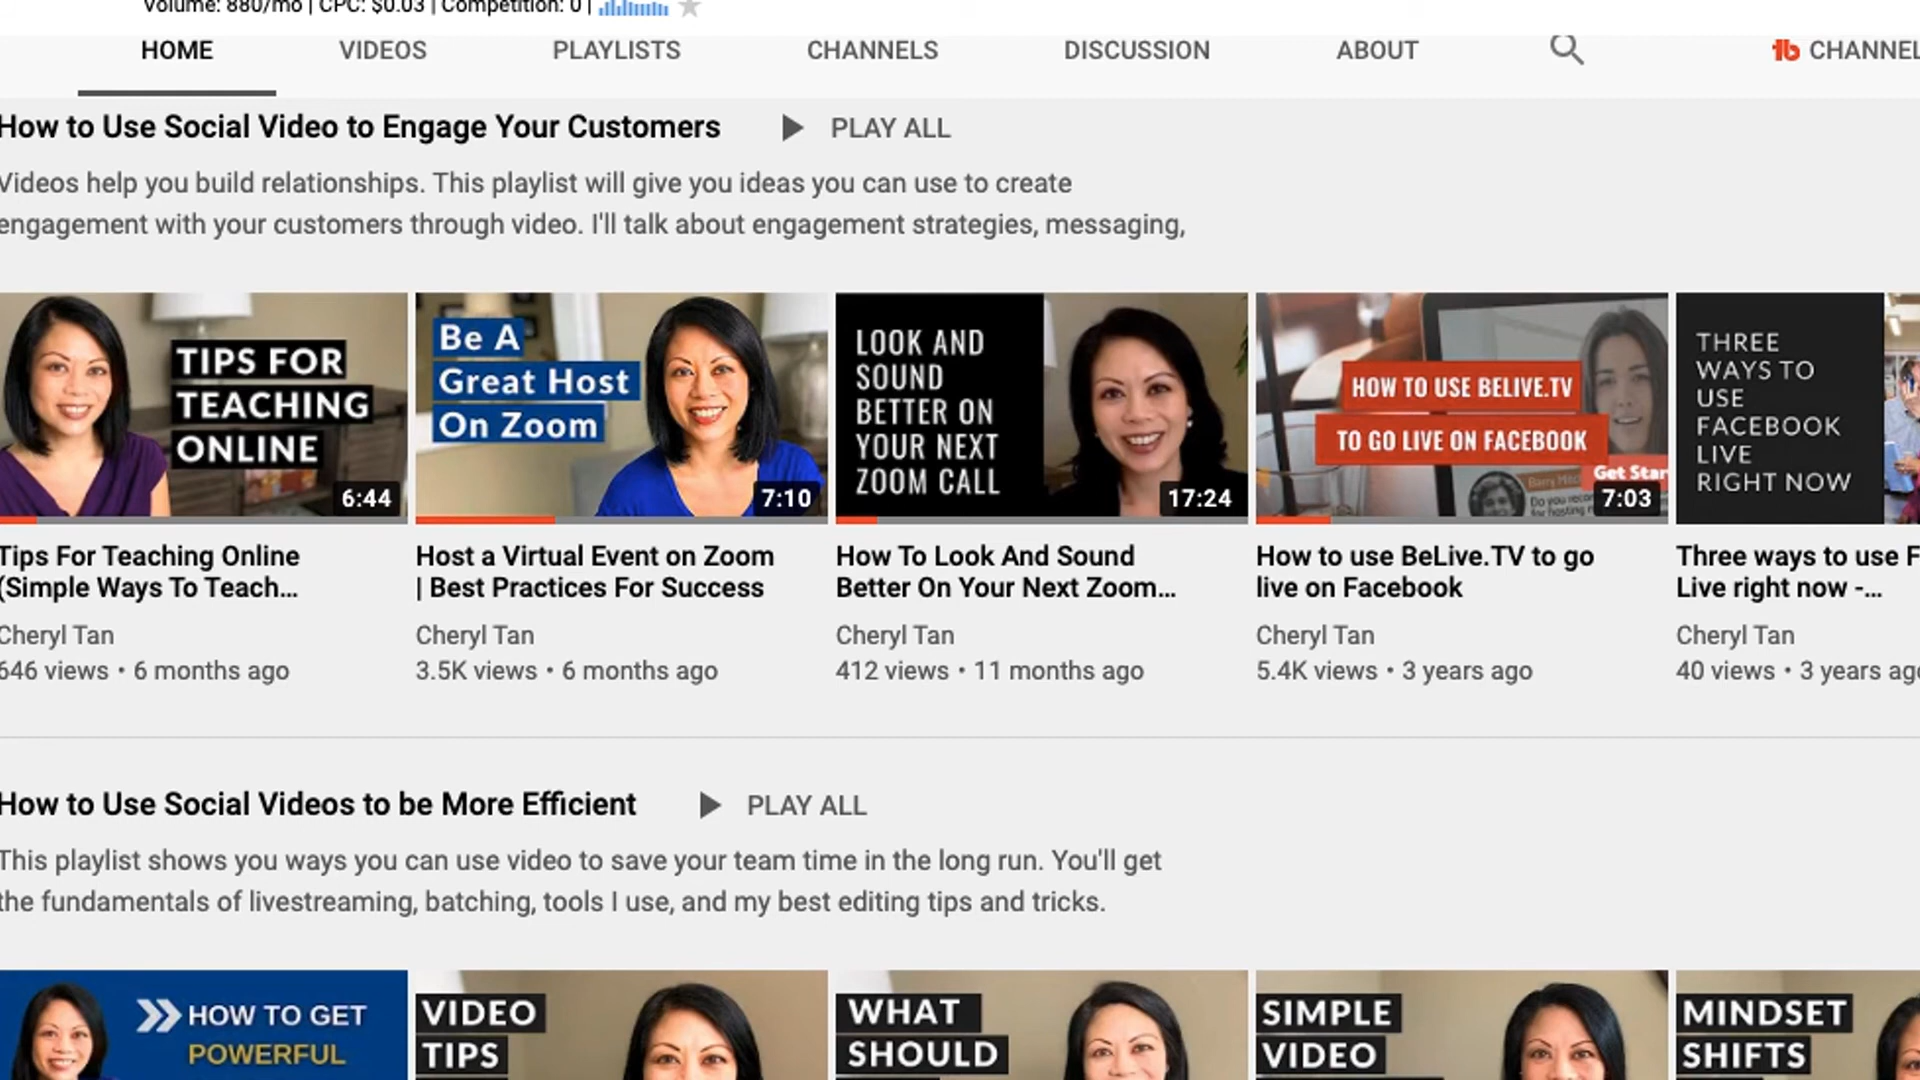 Volume: 880/mo | CPC: $0.03 | Competition: 0 |
HOME VIDEOS PLAYLISTS CHANNELS DISCUSSION ABOUT CHANNEL
How to Use Social Video to Engage Your Customers PLAY ALL
Videos help you build relationships. This playlist will give you ideas you can use to create
engagement with your customers through video. I'll talk about engagement strategies, messaging,
TIPS FOR
TEACHING
ONLINE
6:44
Be A
Great Host
On Zoom
7:10
LOOK AND
SOUND
BETTER ON
YOUR NEXT
ZOOM CALL
17:24
HOW TO USE BELIVE.TV
TO GO LIVE ON FACEBOOK
Get Star
7:03
THREE
WAYS TO
USE
FACEBOOK
LIVE
RIGHT NOW
Tips For Teaching Online
(Simple Ways To Teach...
Cheryl Tan
646 views • 6 months ago
Host a Virtual Event on Zoom
| Best Practices For Success
Cheryl Tan
3.5K views • 6 months ago
How To Look And Sound
Better On Your Next Zoom...
Cheryl Tan
412 views • 11 months ago
How to use BeLive.TV to go
live on Facebook
Cheryl Tan
5.4K views • 3 years ago
Three ways to use F
Live right now -...
Cheryl Tan
40 views • 3 years ago
How to Use Social Videos to be More Efficient PLAY ALL
This playlist shows you ways you can use video to save your team time in the long run. You'll get
the fundamentals of livestreaming, batching, tools I use, and my best editing tips and tricks.
HOW TO GET
POWERFUL
VIDEO
TIPS
WHAT
SHOULD
SIMPLE
VIDEO
MINDSET
SHIFTS